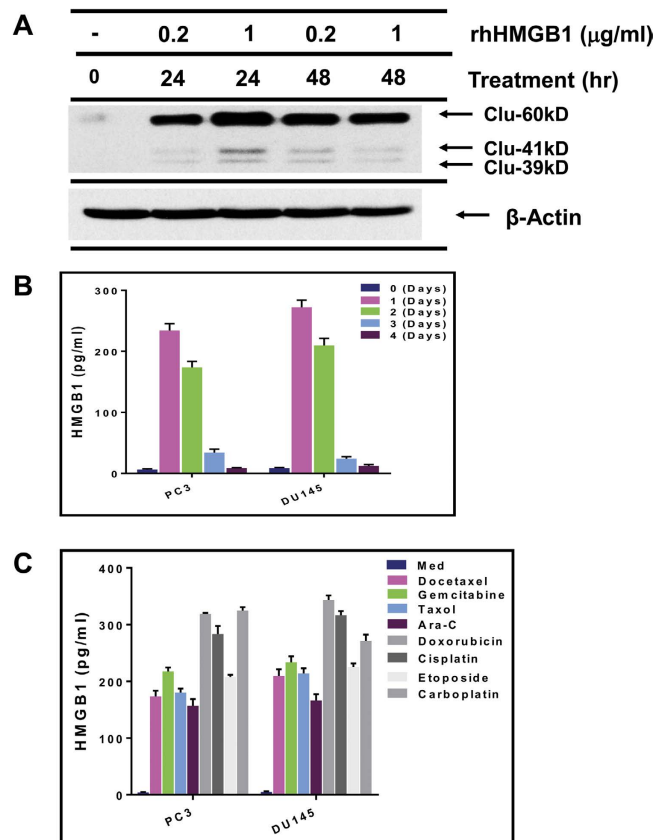 A
- 0.2 1 0.2 1 rhHMGB1 (μg/ml)
0 24 24 48 48 Treatment (hr)
Clu-60kD
Clu-41kD
Clu-39kD
β-Actin
B
HMGB1 (pg/ml)
300
200
100
0
PC3
DU145
0 (Days)
1 (Days)
2 (Days)
3 (Days)
4 (Days)
C
HMGB1 (pg/ml)
400
300
200
100
0
PC3
DU145
Med
Docetaxel
Gemcitabine
Taxol
Ara-C
Doxorubicin
Cisplatin
Etoposide
Carboplatin